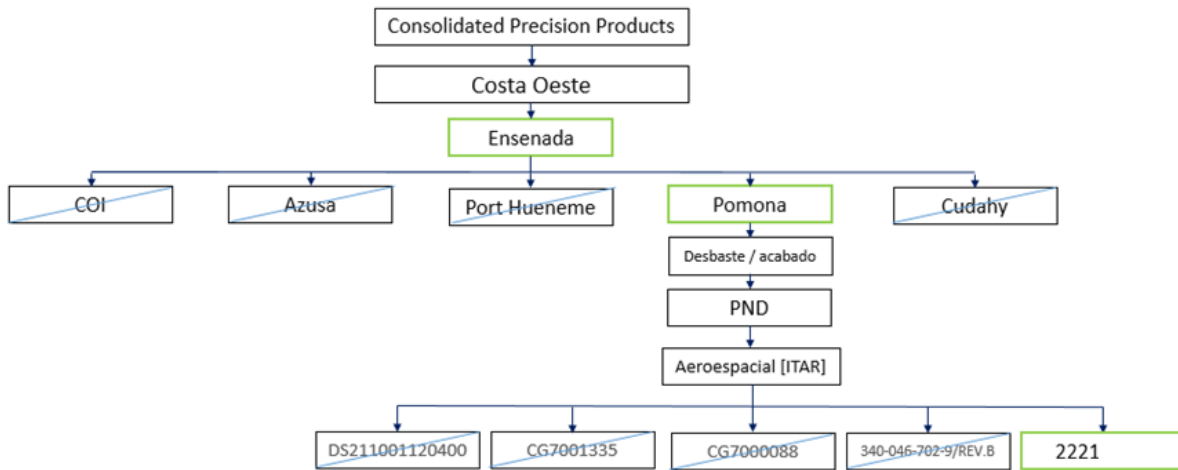 Consolidated Precision Products
Costa Oeste
Ensenada
COI
Azusa
Port Hueneme
Pomona
Cudahy
Desbaste / acabado
PND
Aeroespacial [ITAR]
DS211001120400
CG7001335
CG7000088
340-046-702-9/REV.B
2221